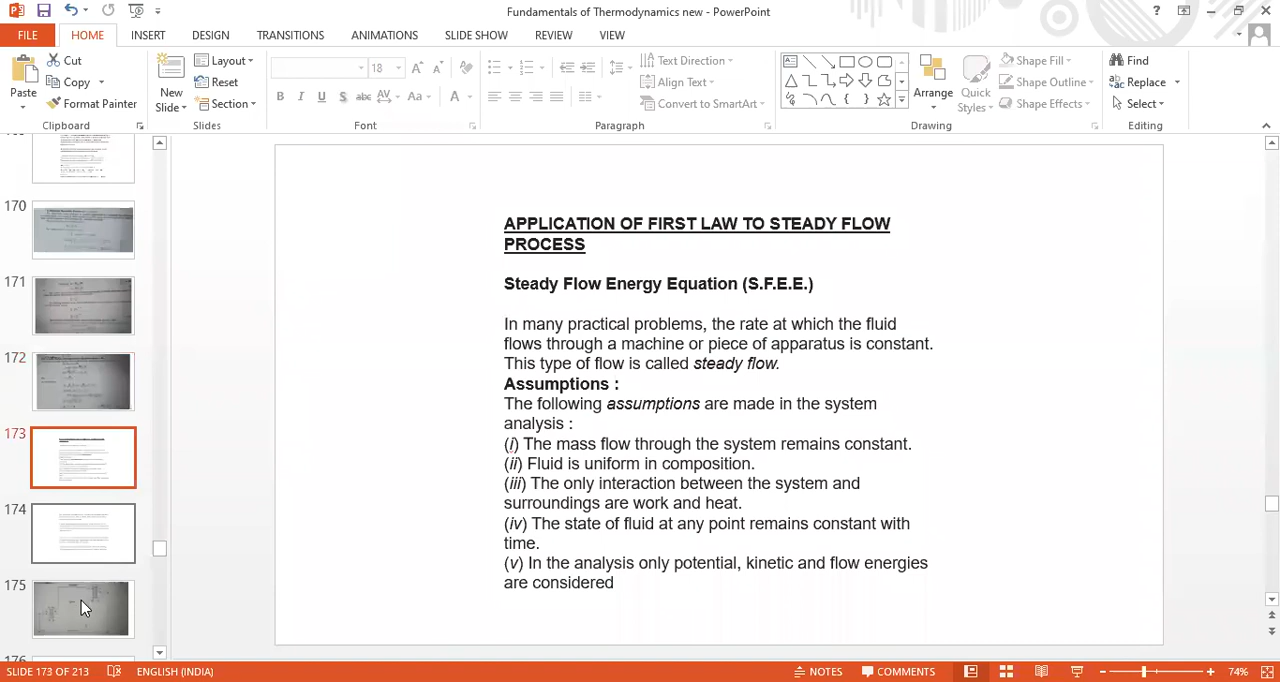 Fundamentals of Thermodynamics new - PowerPoint
FILE HOME INSERT DESIGN TRANSITIONS ANIMATIONS SLIDE SHOW REVIEW VIEW
Paste
Cut
Copy
Format Painter
Clipboard
New
Slide
Layout
Reset
Section
Slides
18
B I U S abc AV Aa A
Font
Text Direction
Align Text
Convert to SmartArt
Paragraph
Arrange
Quick
Styles
Shape Fill
Shape Outline
Shape Effects
Drawing
Find
Replace
Select
Editing
170
171
172
173
174
175
APPLICATION OF FIRST LAW TO STEADY FLOW
PROCESS
Steady Flow Energy Equation (S.F.E.E.)
In many practical problems, the rate at which the fluid
flows through a machine or piece of apparatus is constant.
This type of flow is called steady flow.
Assumptions :
The following assumptions are made in the system
analysis :
(i) The mass flow through the system remains constant.
(ii) Fluid is uniform in composition.
(iii) The only interaction between the system and
surroundings are work and heat.
(iv) The state of fluid at any point remains constant with
time.
(v) In the analysis only potential, kinetic and flow energies
are considered
SLIDE 173 OF 213 ENGLISH (INDIA) NOTES COMMENTS 74%